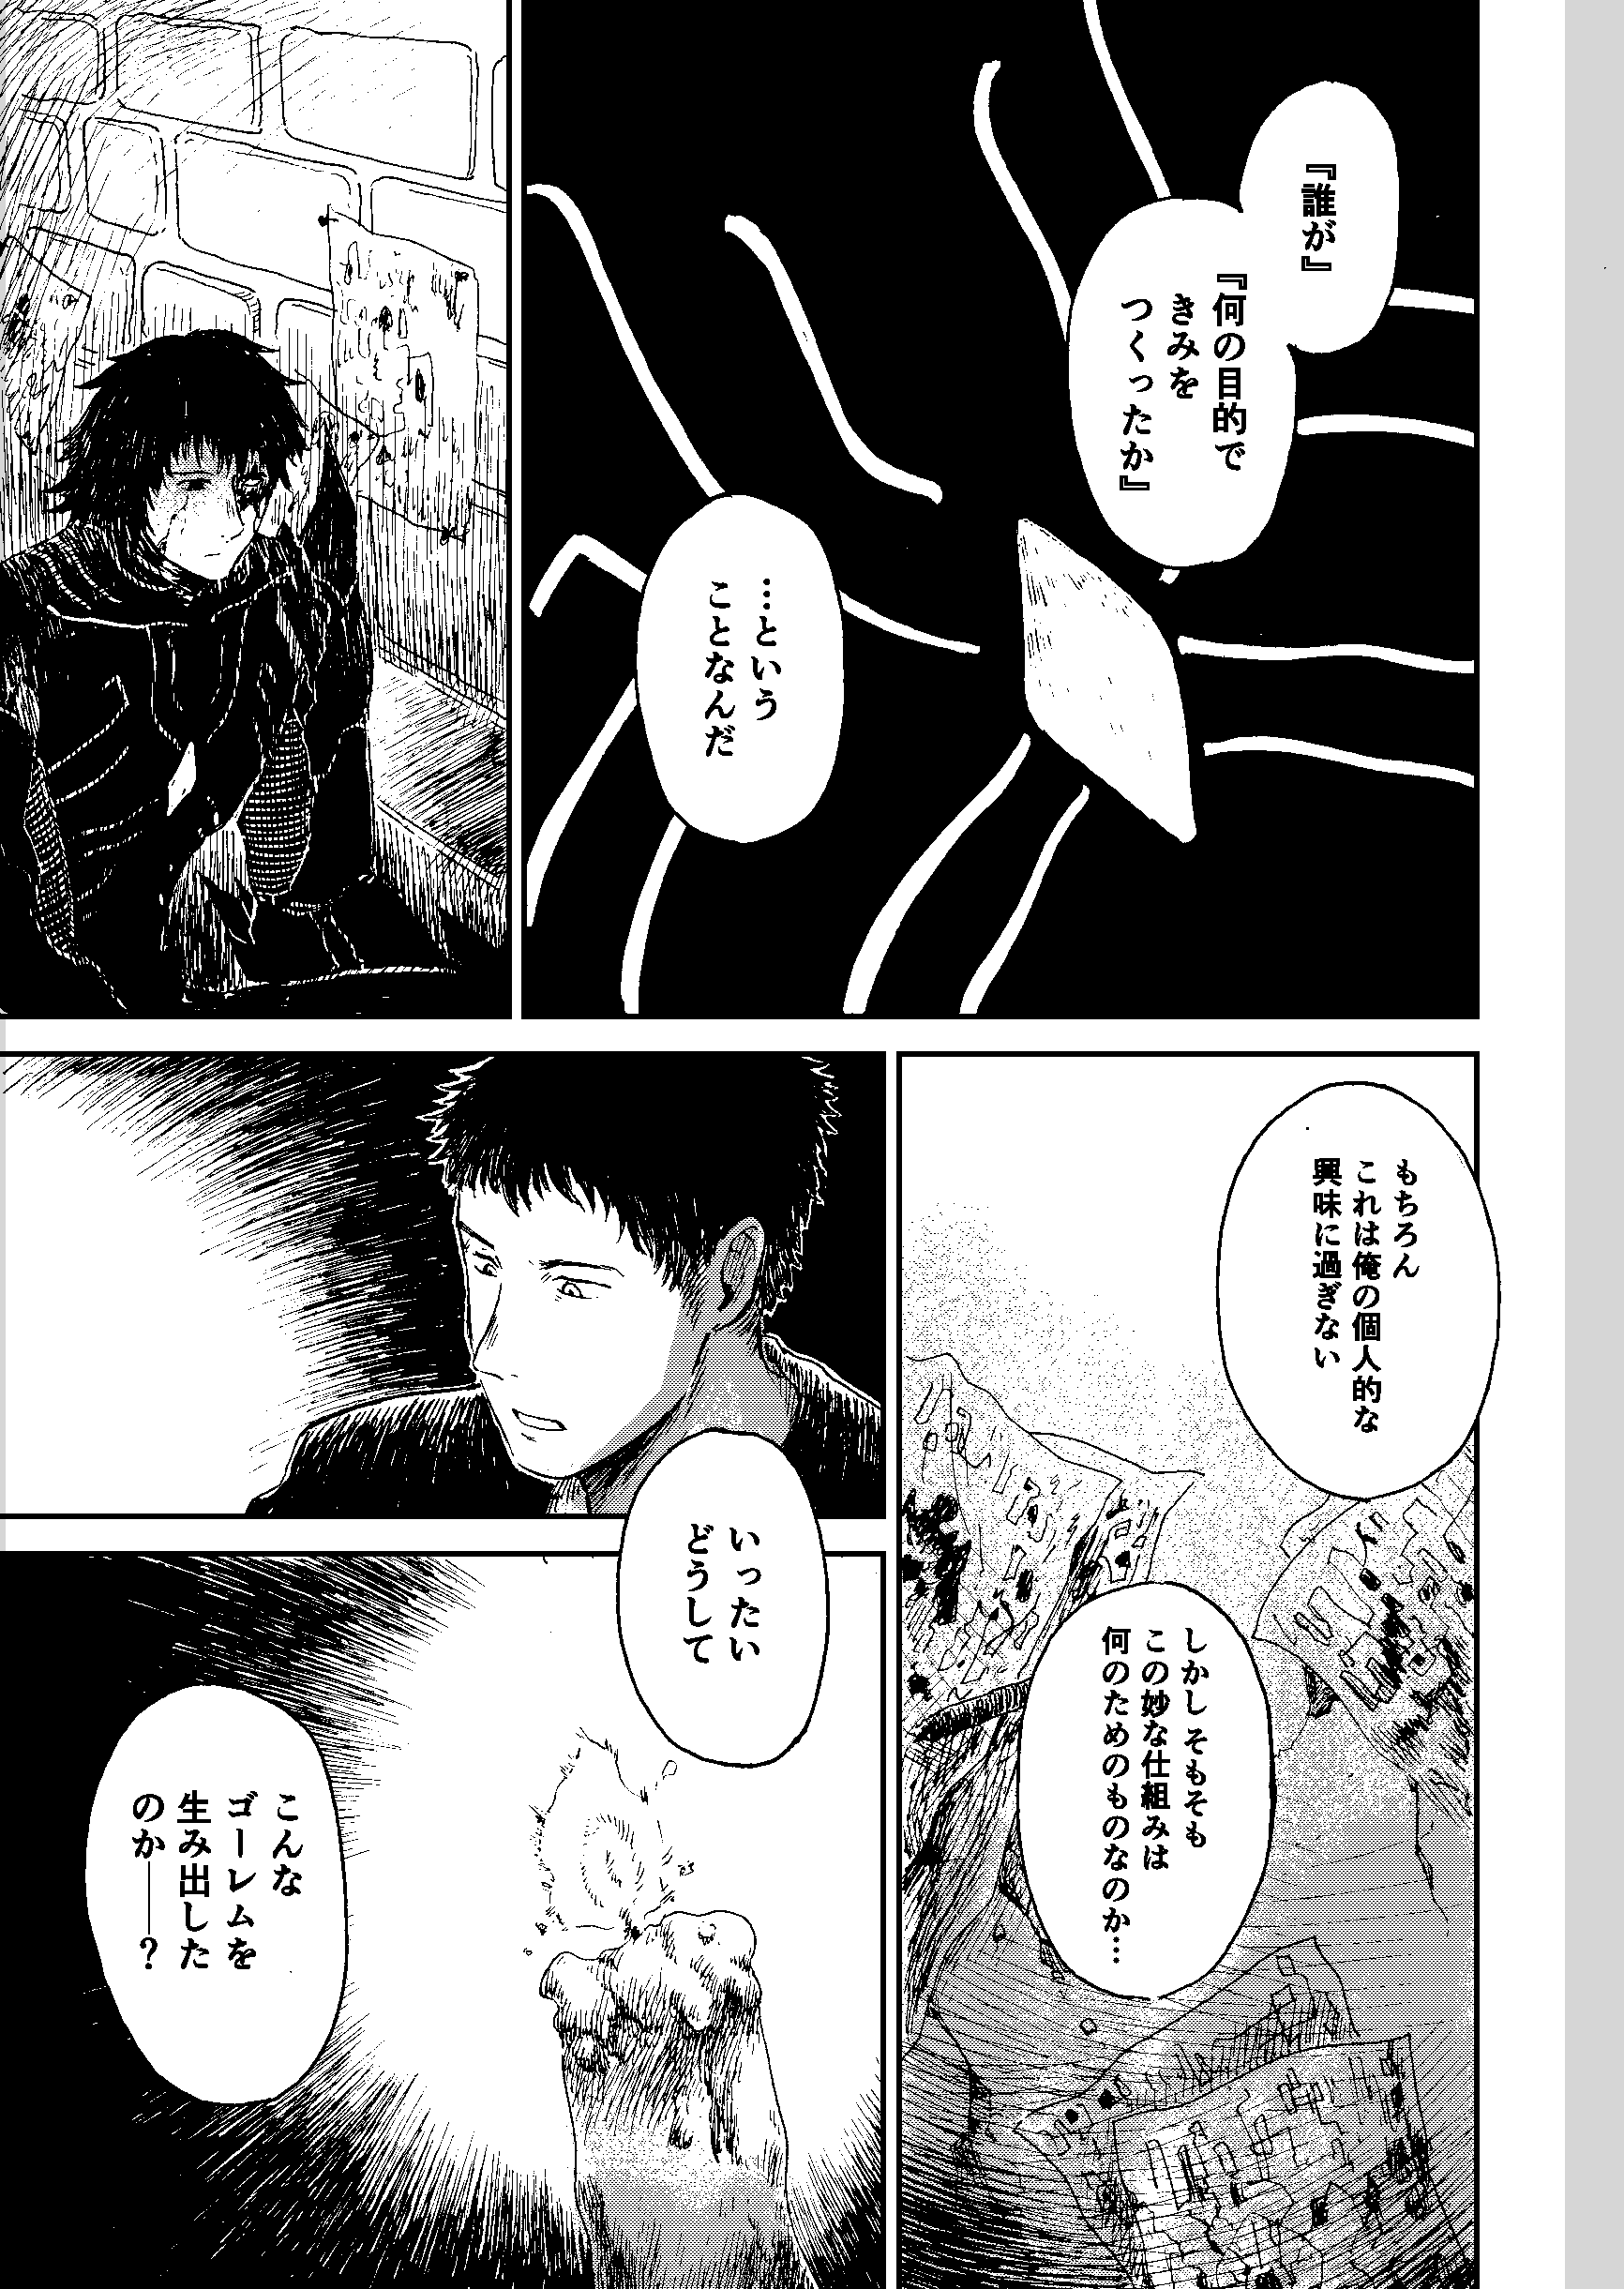 『誰が』
『何の目的で
きみを
つくったか』
…という
ことなんだ
もちろん
これは俺の個人的な
興味に過ぎない
しかし そもそも
この妙な仕組みは
何のためのものなのか…
いったい
どうして
こんな
ゴーレムを
生み出した
のか――？